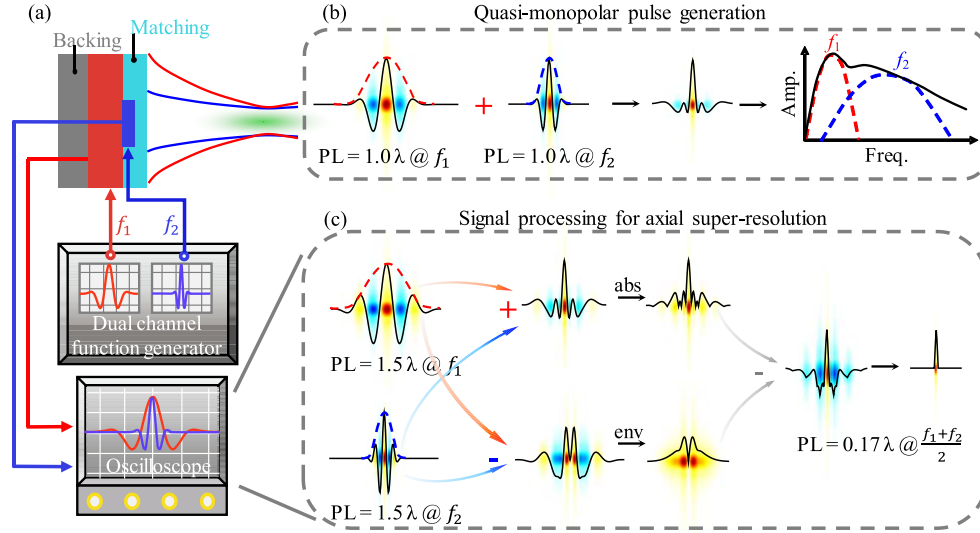 (a)
Backing
Matching
f₁
f₂
Dual channel
function generator
Oscilloscope
(b)
Quasi-monopolar pulse generation
PL = 1.0 λ @ f₁
+
PL = 1.0 λ @ f₂
Amp.
f₁
f₂
Freq.
(c)
Signal processing for axial super-resolution
PL = 1.5 λ @ f₁
+
abs
PL = 1.5 λ @ f₂
-
env
-
PL = 0.17 λ @ (f₁+f₂)/2